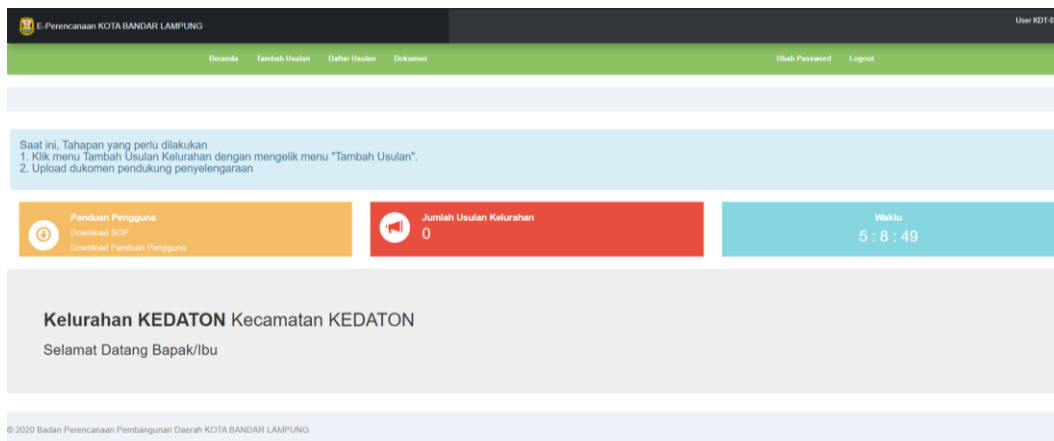 E-Perencanaan KOTA BANDAR LAMPUNG
User KDT-0
Beranda Tambah Usulan Daftar Usulan Dokumen Ubah Password Logout
Saat ini, Tahapan yang perlu dilakukan
1. Klik menu Tambah Usulan Kelurahan dengan mengelik menu "Tambah Usulan".
2. Upload dukomen pendukung penyelengaraan
Panduan Pengguna
Download SOP
Download Panduan Pengguna
Jumlah Usulan Kelurahan
0
Waktu
5 : 8 : 49
Kelurahan KEDATON Kecamatan KEDATON
Selamat Datang Bapak/Ibu
© 2020 Badan Perencanaan Pembangunan Daerah KOTA BANDAR LAMPUNG.